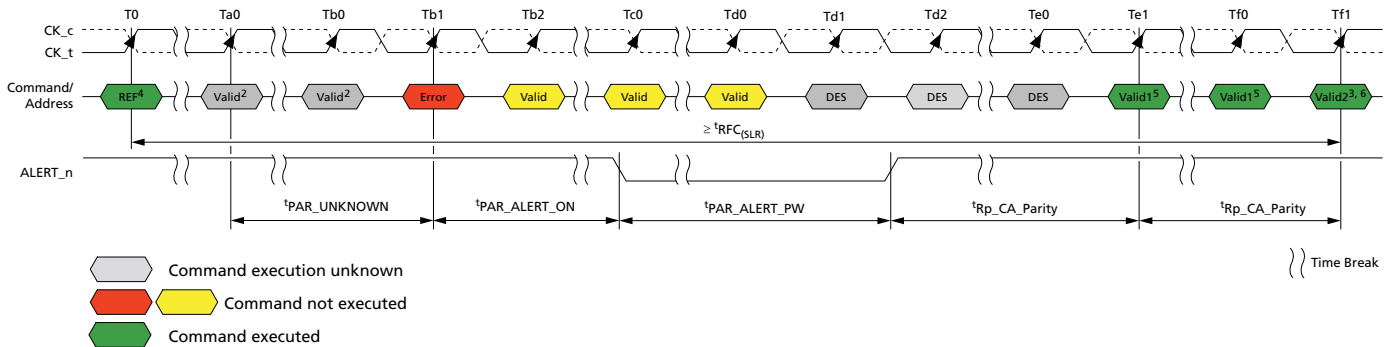 T0 Ta0 Tb0 Tb1 Tb2 Tc0 Td0 Td1 Td2 Te0 Te1 Tf0 Tf1
CK_c
CK_t
Command/
Address
REF4 Valid2 Valid2 Error Valid Valid Valid DES DES DES Valid15 Valid15 Valid23, 6
≥ tRFC(SLR)
ALERT_n
tPAR_UNKNOWN tPAR_ALERT_ON tPAR_ALERT_PW tRp_CA_Parity tRp_CA_Parity
Time Break
Command execution unknown
Command not executed
Command executed